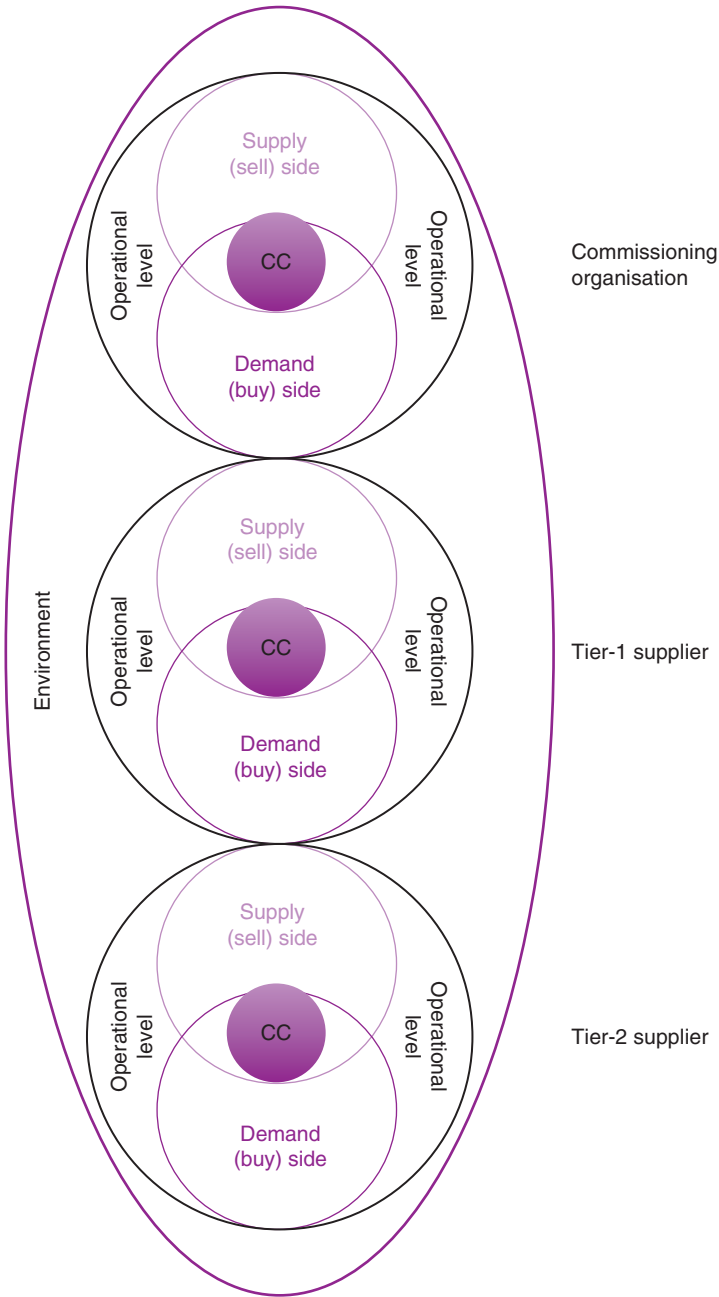 Supply
(sell) side
Operational
level
CC
Operational
level
Demand
(buy) side
Commissioning
organisation
Supply
(sell) side
Environment
Operational
level
CC
Operational
level
Demand
(buy) side
Tier-1 supplier
Supply
(sell) side
Operational
level
CC
Operational
level
Demand
(buy) side
Tier-2 supplier